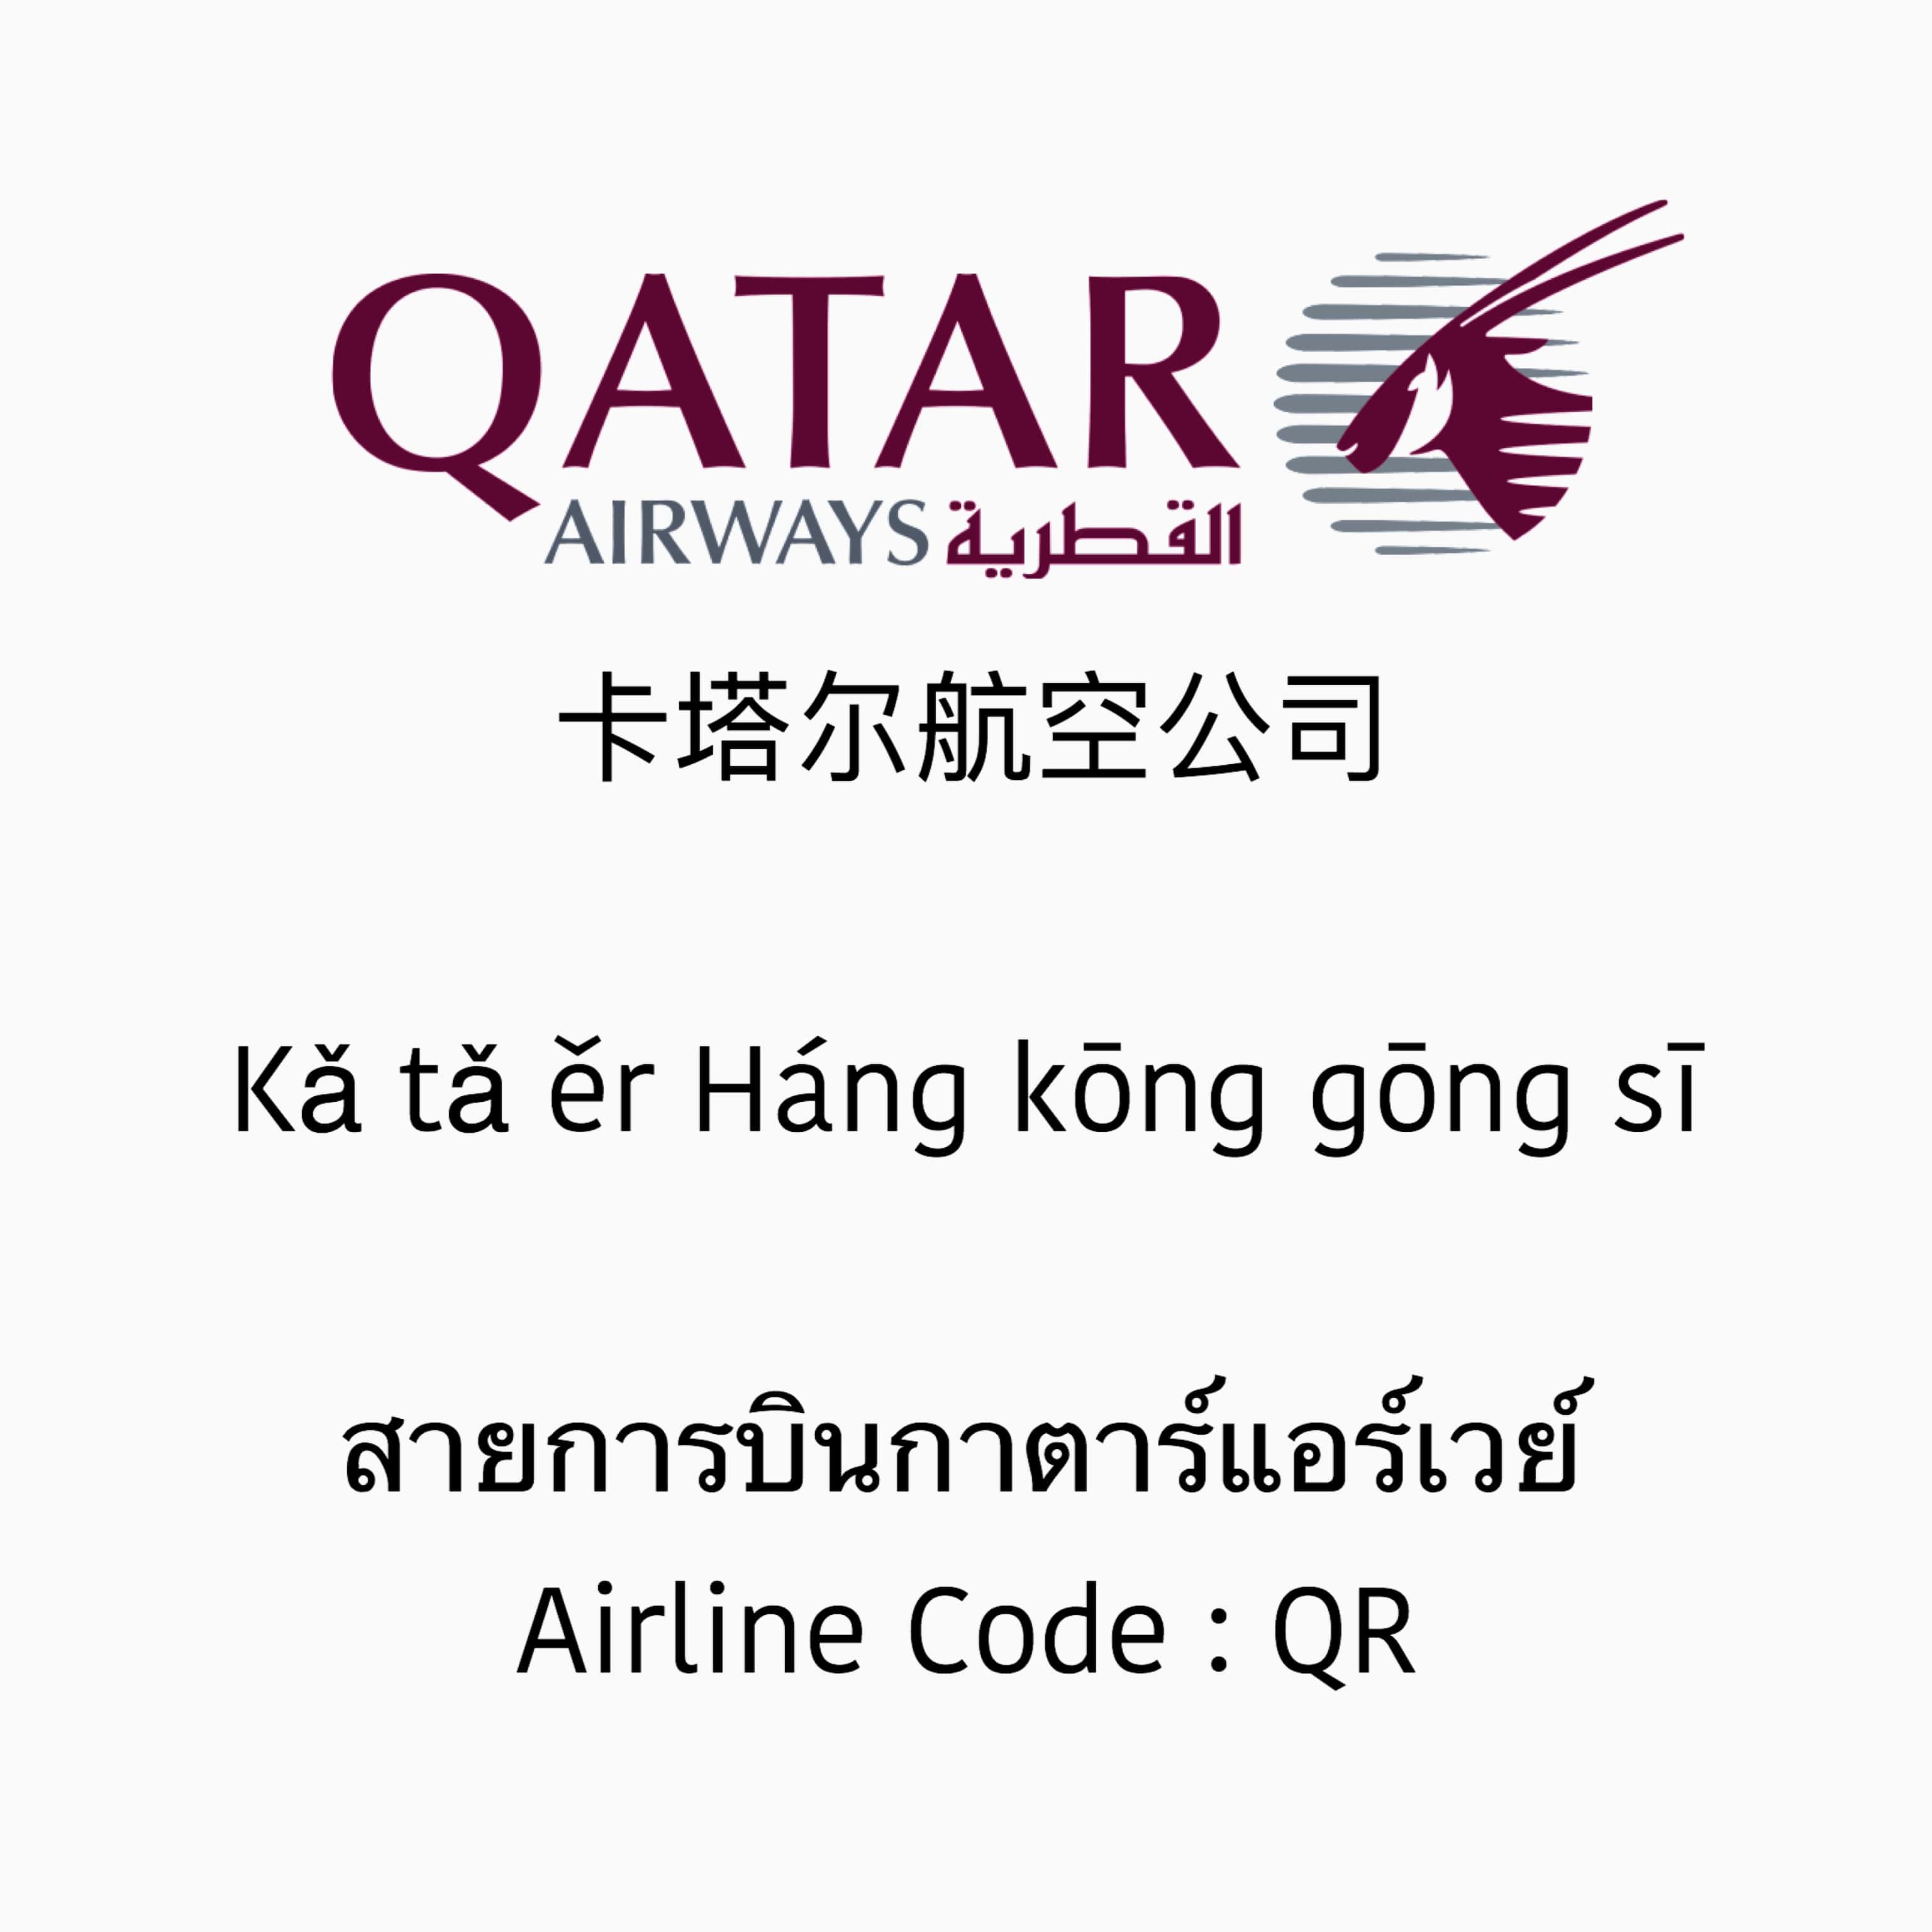 QATAR
AIRWAYS القطرية
卡塔尔航空公司
Kǎ tǎ ěr Háng kōng gōng sī
สายการบินกาตาร์แอร์เวย์
Airline Code : QR